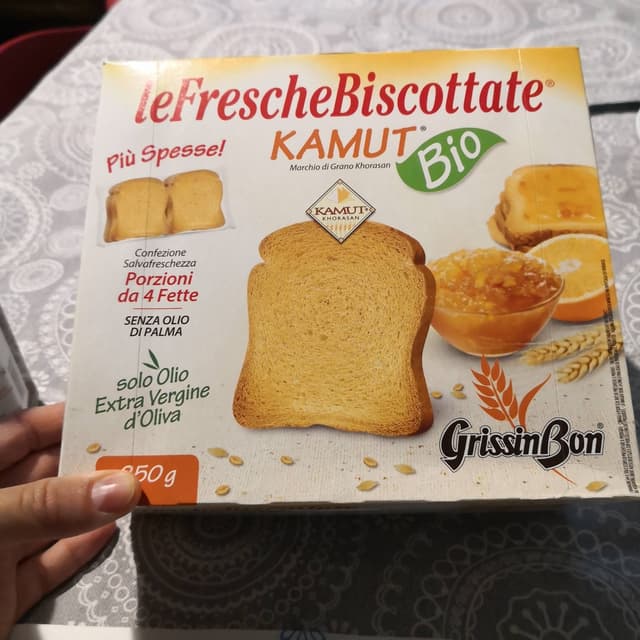 leFrescheBiscottate®
KAMUT®
Bio
Marchio di Grano Khorasan
Più Spesse!
KAMUT®
KHORASAN
Confezione
Salvafreschezza
Porzioni
da 4 Fette
SENZA OLIO
DI PALMA
solo Olio
Extra Vergine
d'Oliva
GrissinBon®